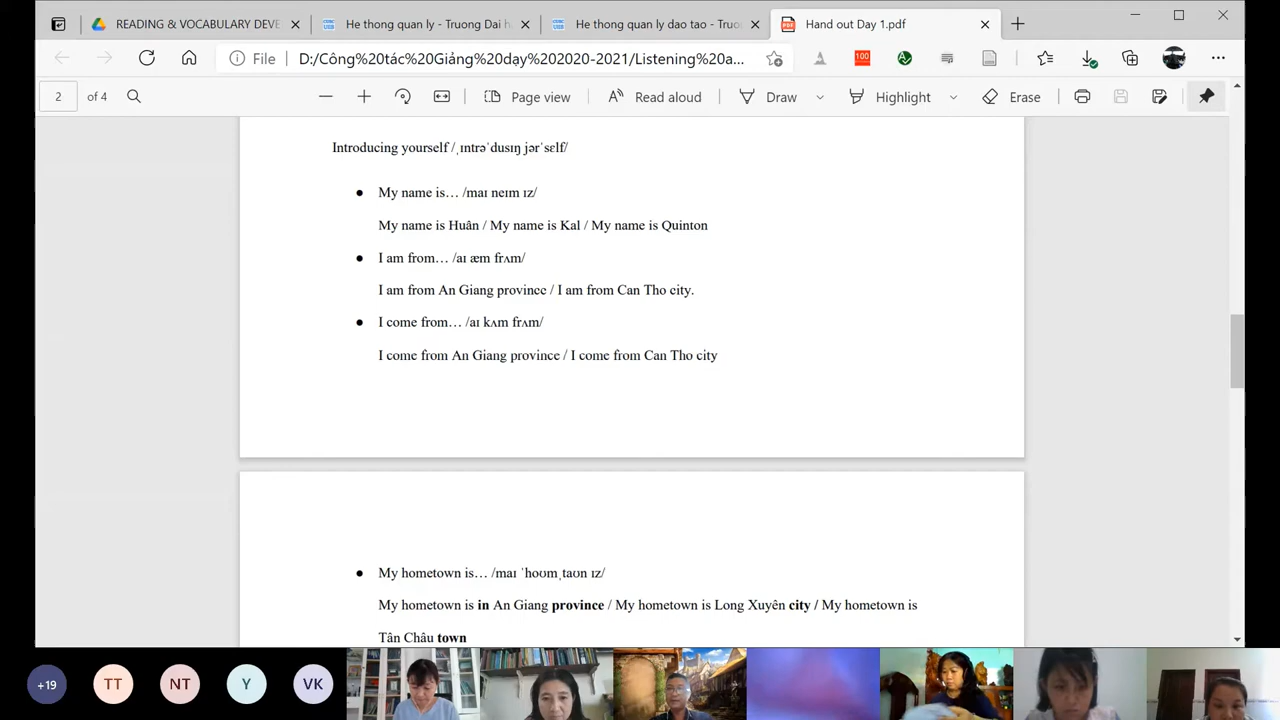 READING & VOCABULARY DEVE
He thong quan ly - Truong Dai h
He thong quan ly dao tao - Truo
Hand out Day 1.pdf
File
D:/Công%20tác%20Giảng%20dạy%202020-2021/Listening%20a...
100
2 of 4
Page view
Read aloud
Draw
Highlight
Erase
Introducing yourself /ˌɪntrəˈdusɪŋ jərˈsɛlf/
● My name is… /maɪ neɪm ɪz/
My name is Huân / My name is Kal / My name is Quinton
● I am from… /aɪ æm frʌm/
I am from An Giang province / I am from Can Tho city.
● I come from… /aɪ kʌm frʌm/
I come from An Giang province / I come from Can Tho city
● My hometown is… /maɪ ˈhoʊmˌtaʊn ɪz/
My hometown is in An Giang province / My hometown is Long Xuyên city / My hometown is
Tân Châu town
+19 TT NT Y VK